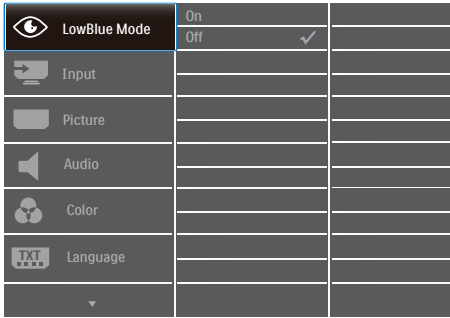 LowBlue Mode
On
Off
Input
Picture
Audio
Color
TXT
Language